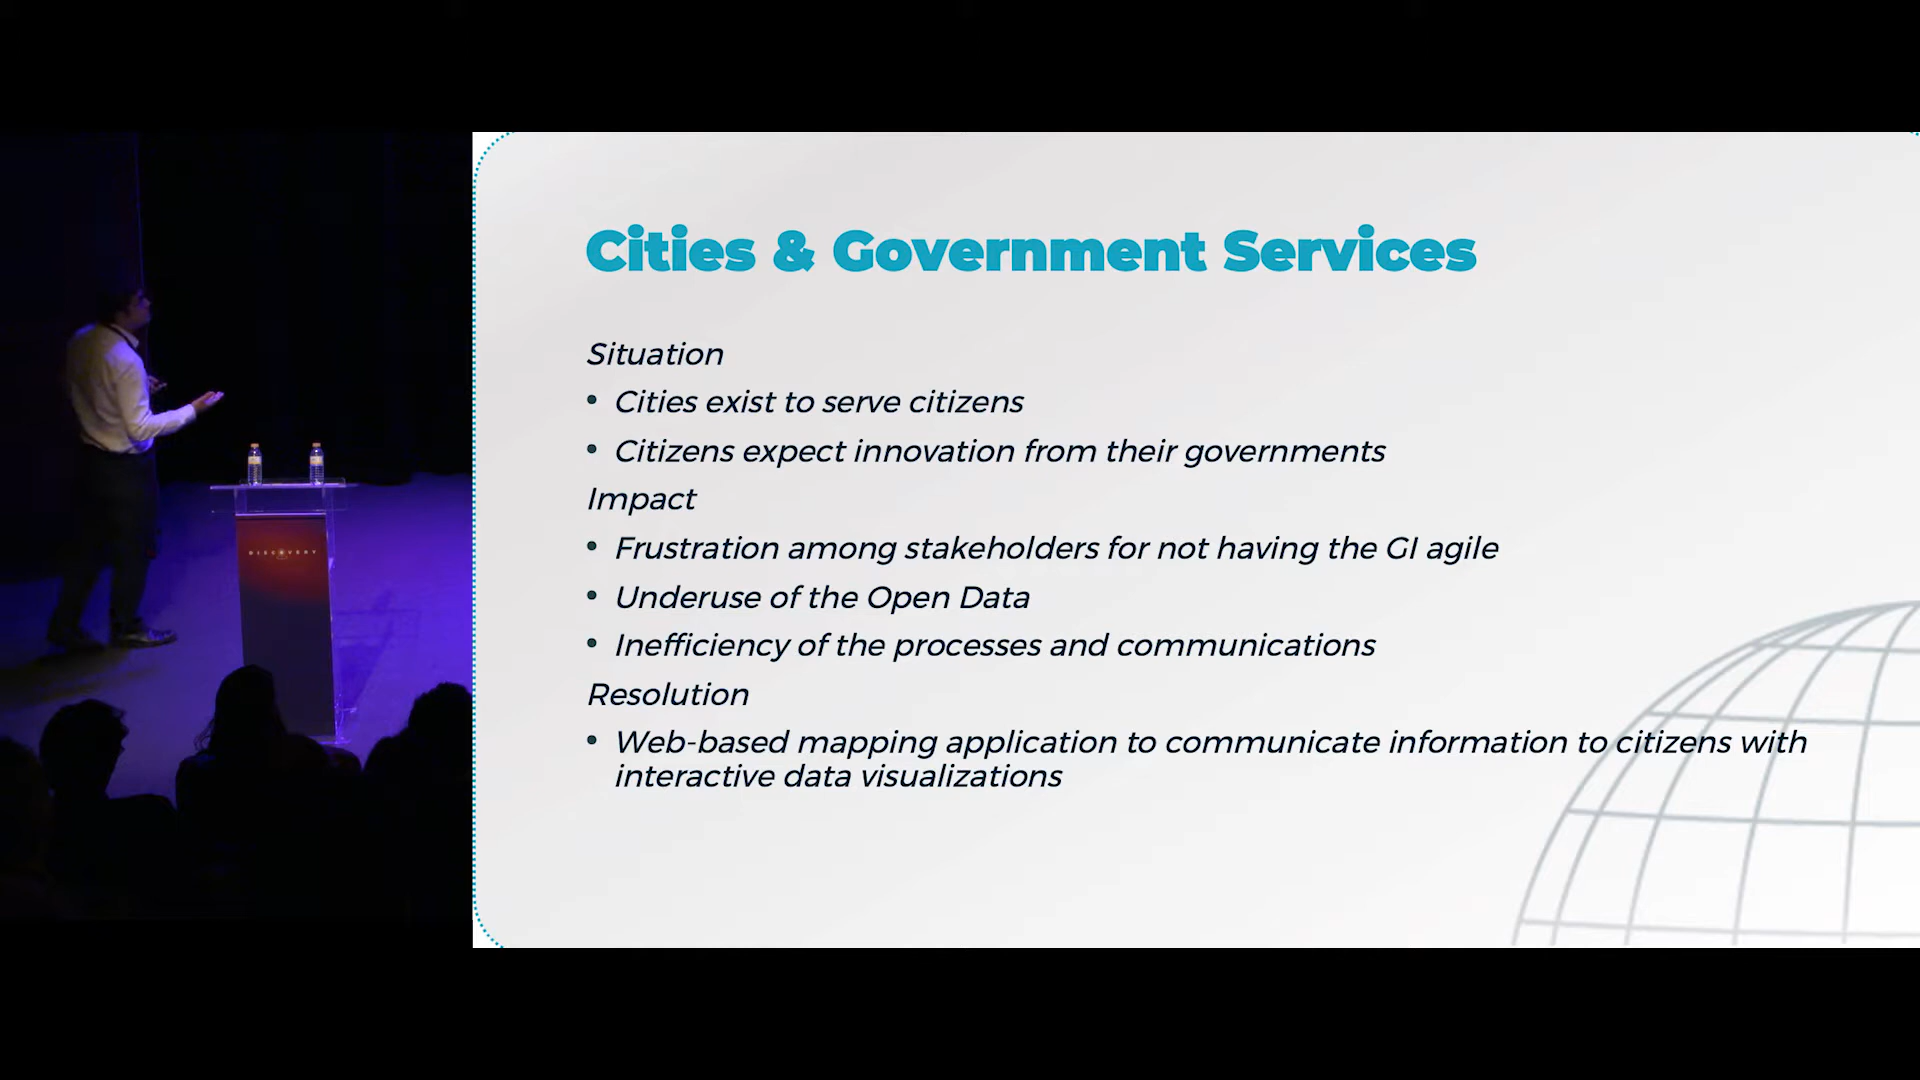 Cities & Government Services
Situation
• Cities exist to serve citizens
• Citizens expect innovation from their governments
Impact
• Frustration among stakeholders for not having the GI agile
• Underuse of the Open Data
• Inefficiency of the processes and communications
Resolution
• Web-based mapping application to communicate information to citizens with
interactive data visualizations
DISCOVERY